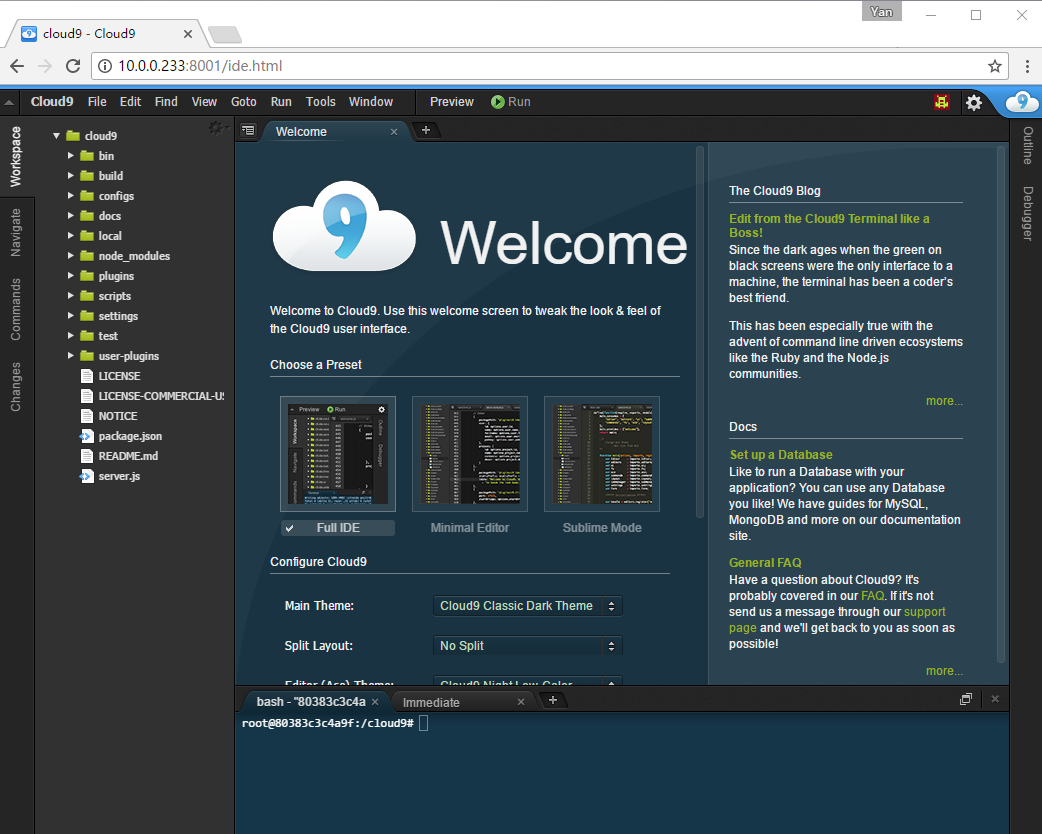 Yan
cloud9 - Cloud9
10.0.0.233:8001/ide.html
Cloud9 File Edit Find View Goto Run Tools Window Preview Run
9
Workspace
Navigate
Commands
Changes
cloud9
bin
build
configs
docs
local
node_modules
plugins
scripts
settings
test
user-plugins
LICENSE
LICENSE-COMMERCIAL-US
NOTICE
package.json
README.md
server.js
Welcome
9
Welcome
Welcome to Cloud9. Use this welcome screen to tweak the look & feel of
the Cloud9 user interface.
Choose a Preset
Preview Run
Workspace
Navigate
Outline
Debugger
Full IDE
Minimal Editor
Sublime Mode
Configure Cloud9
Main Theme: Cloud9 Classic Dark Theme
Split Layout: No Split
Editor (Ace) Theme: Cloud9 Night Low-Color
The Cloud9 Blog
Edit from the Cloud9 Terminal like a
Boss!
Since the dark ages when the green on
black screens were the only interface to a
machine, the terminal has been a coder's
best friend.
This has been especially true with the
advent of command line driven ecosystems
like the Ruby and the Node.js
communities.
more...
Docs
Set up a Database
Like to run a Database with your
application? You can use any Database
you like! We have guides for MySQL,
MongoDB and more on our documentation
site.
General FAQ
Have a question about Cloud9? It's
probably covered in our FAQ. If it's not
send us a message through our support
page and we'll get back to you as soon as
possible!
more...
Outline
Debugger
bash - "80383c3c4a
Immediate
root@80383c3c4a9f:/cloud9#